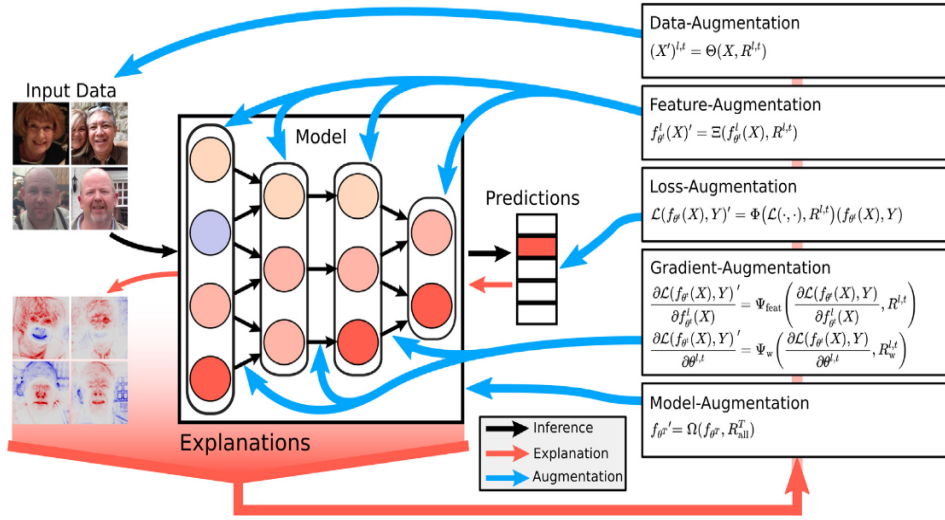 Input Data
Model
Predictions
Explanations
Inference
Explanation
Augmentation
Data-Augmentation
(X′)^{l,t} = Θ(X, R^{l,t})
Feature-Augmentation
f^l_{θ^t}(X)′ = Ξ(f^l_{θ^t}(X), R^{l,t})
Loss-Augmentation
ℒ(f_{θ^t}(X), Y)′ = Φ(ℒ(·,·), R^{l,t})(f_{θ^t}(X), Y)
Gradient-Augmentation
∂ℒ(f_{θ^t}(X), Y)/∂f^l_{θ^t}(X) ′ = Ψ_feat(∂ℒ(f_{θ^t}(X), Y)/∂f^l_{θ^t}(X), R^{l,t})
∂ℒ(f_{θ^t}(X), Y)/∂θ^{l,t} ′ = Ψ_w(∂ℒ(f_{θ^t}(X), Y)/∂θ^{l,t}, R_w^{l,t})
Model-Augmentation
f_{θ^T}′ = Ω(f_{θ^T}, R^T_all)